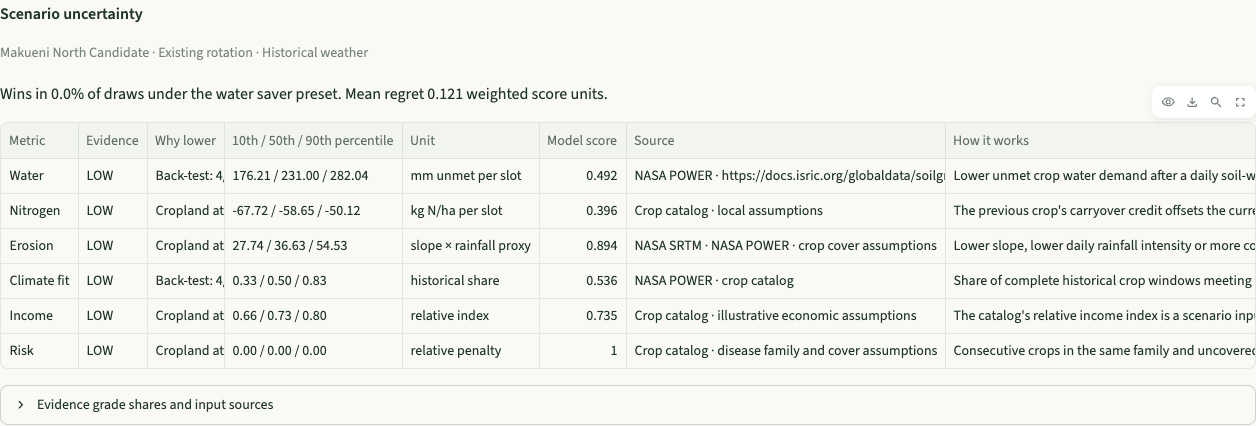 Scenario uncertainty
Makueni North Candidate · Existing rotation · Historical weather
Wins in 0.0% of draws under the water saver preset. Mean regret 0.121 weighted score units.
Metric Evidence Why lower 10th / 50th / 90th percentile Unit Model score Source How it works
Water LOW Back-test: 4, 176.21 / 231.00 / 282.04 mm unmet per slot 0.492 NASA POWER · https://docs.isric.org/globaldata/soilgr Lower unmet crop water demand after a daily soil-w
Nitrogen LOW Cropland at -67.72 / -58.65 / -50.12 kg N/ha per slot 0.396 Crop catalog · local assumptions The previous crop's carryover credit offsets the curre
Erosion LOW Cropland at 27.74 / 36.63 / 54.53 slope × rainfall proxy 0.894 NASA SRTM · NASA POWER · crop cover assumptions Lower slope, lower daily rainfall intensity or more co
Climate fit LOW Back-test: 4, 0.33 / 0.50 / 0.83 historical share 0.536 NASA POWER · crop catalog Share of complete historical crop windows meeting
Income LOW Cropland at 0.66 / 0.73 / 0.80 relative index 0.735 Crop catalog · illustrative economic assumptions The catalog's relative income index is a scenario inpu
Risk LOW Cropland at 0.00 / 0.00 / 0.00 relative penalty 1 Crop catalog · disease family and cover assumptions Consecutive crops in the same family and uncovered
Evidence grade shares and input sources